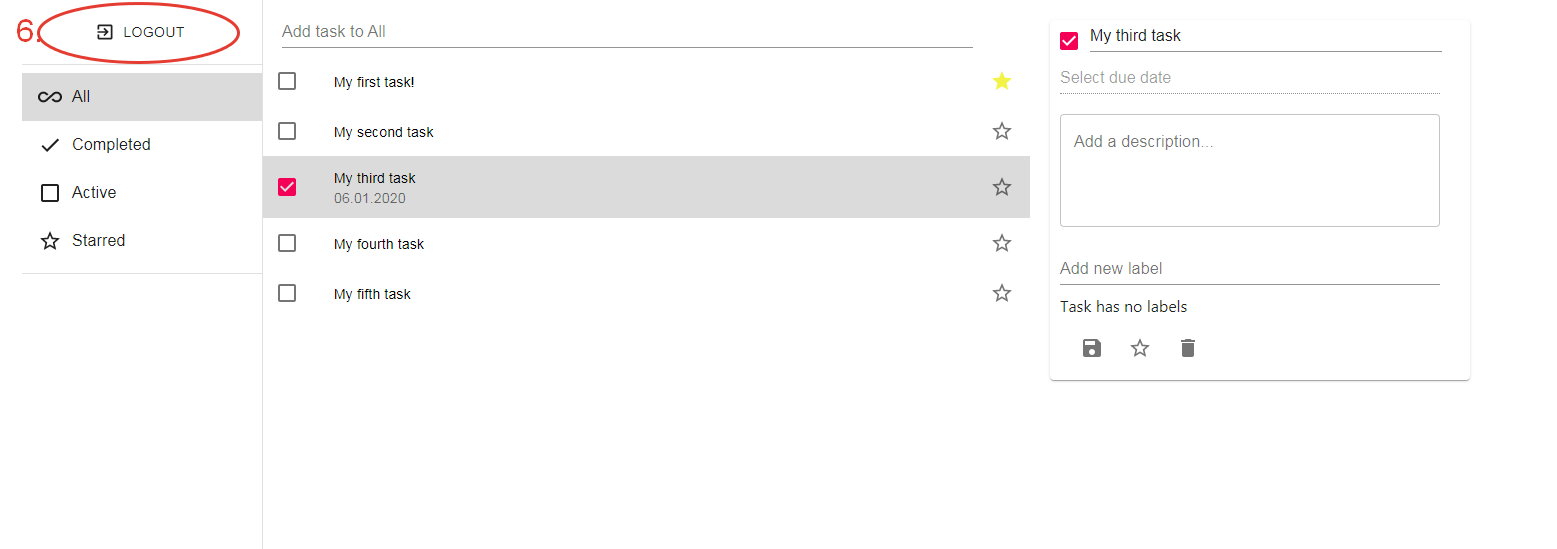 6.
LOGOUT
All
Completed
Active
Starred
Add task to All
My first task!
My second task
My third task
06.01.2020
My fourth task
My fifth task
My third task
Select due date
Add a description...
Add new label
Task has no labels